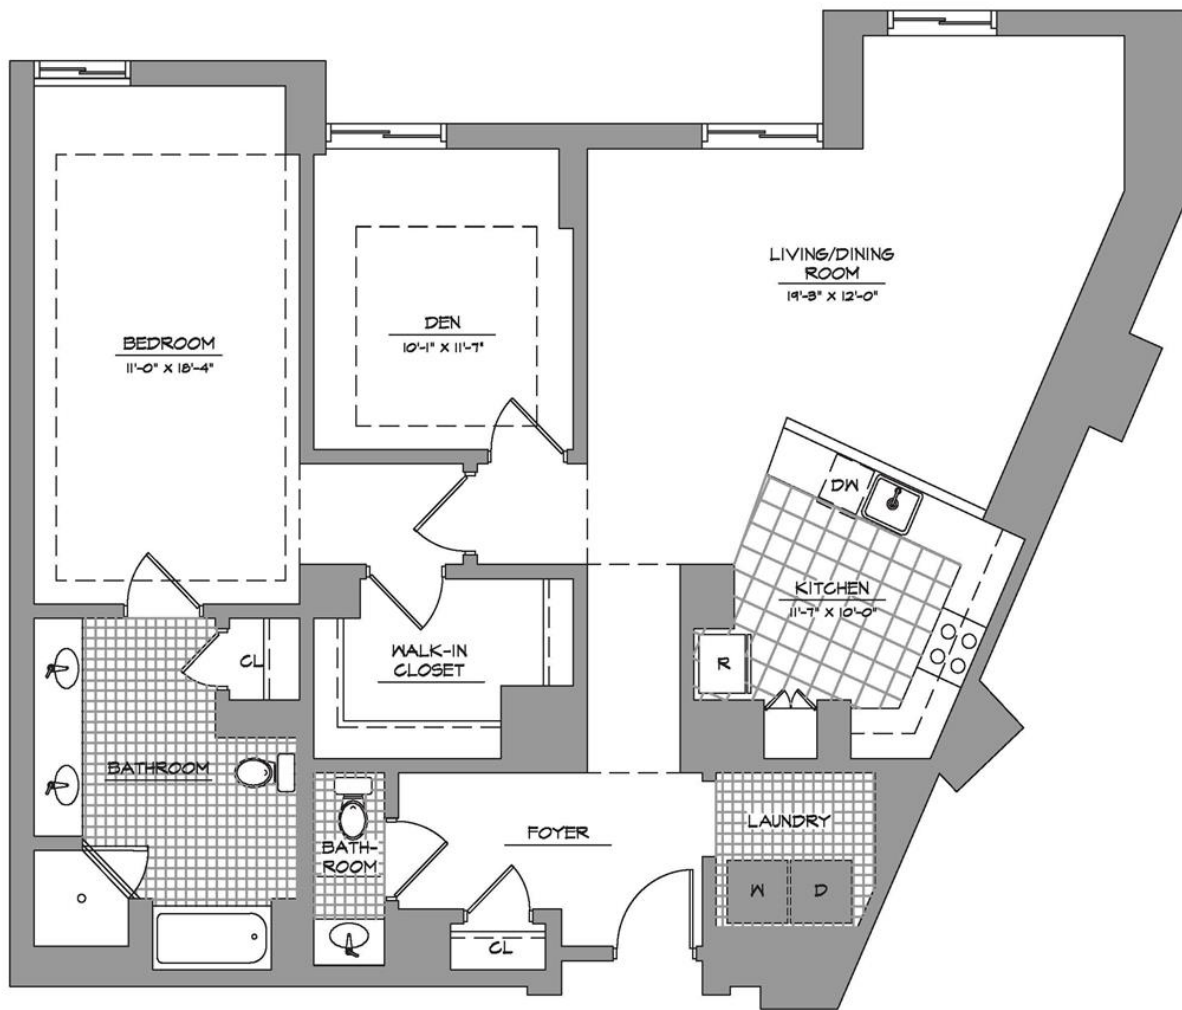 LIVING/DINING
ROOM
19'-3" X 12'-0"
DEN
10'-1" X 11'-7"
BEDROOM
11'-0" X 18'-4"
DW
KITCHEN
11'-7" X 10'-0"
WALK-IN
CLOSET
CL
R
BATHROOM
LAUNDRY
FOYER
BATH-
ROOM
W
D
CL